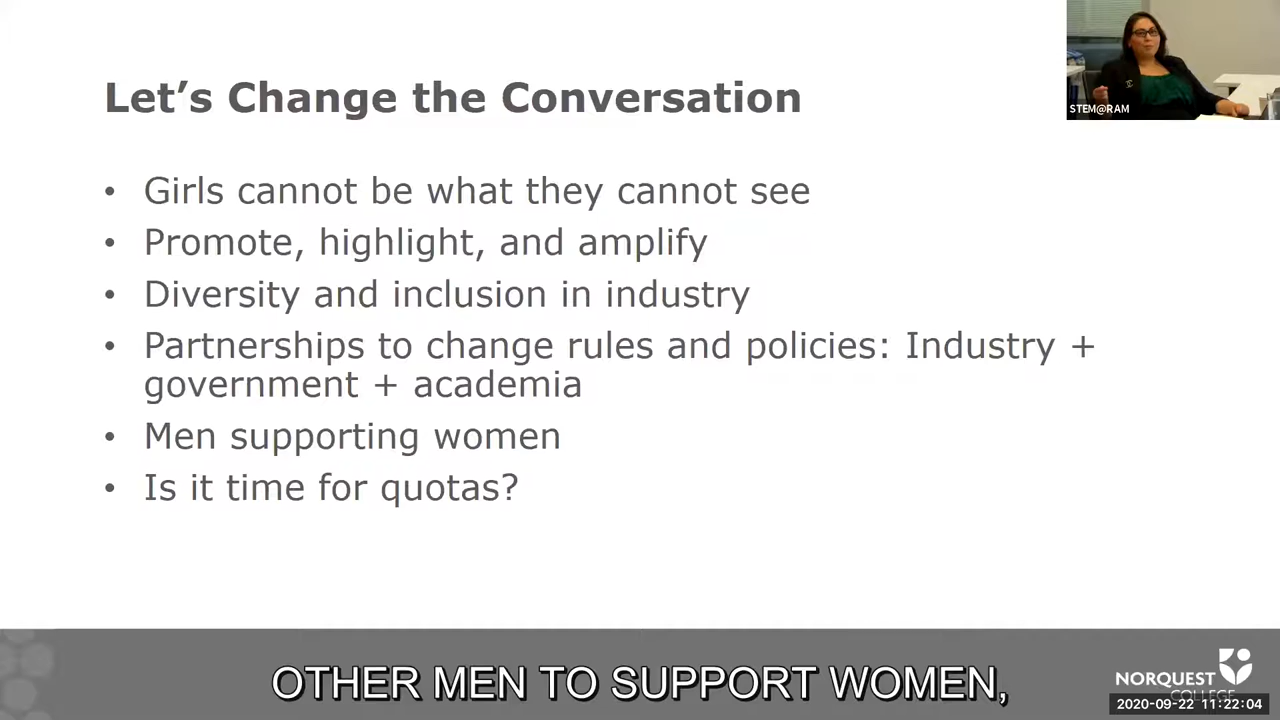 STEM@RAM
Let's Change the Conversation
• Girls cannot be what they cannot see
• Promote, highlight, and amplify
• Diversity and inclusion in industry
• Partnerships to change rules and policies: Industry +
government + academia
• Men supporting women
• Is it time for quotas?
OTHER MEN TO SUPPORT WOMEN,
NORQUEST
COLLEGE
2020-09-22 11:22:04